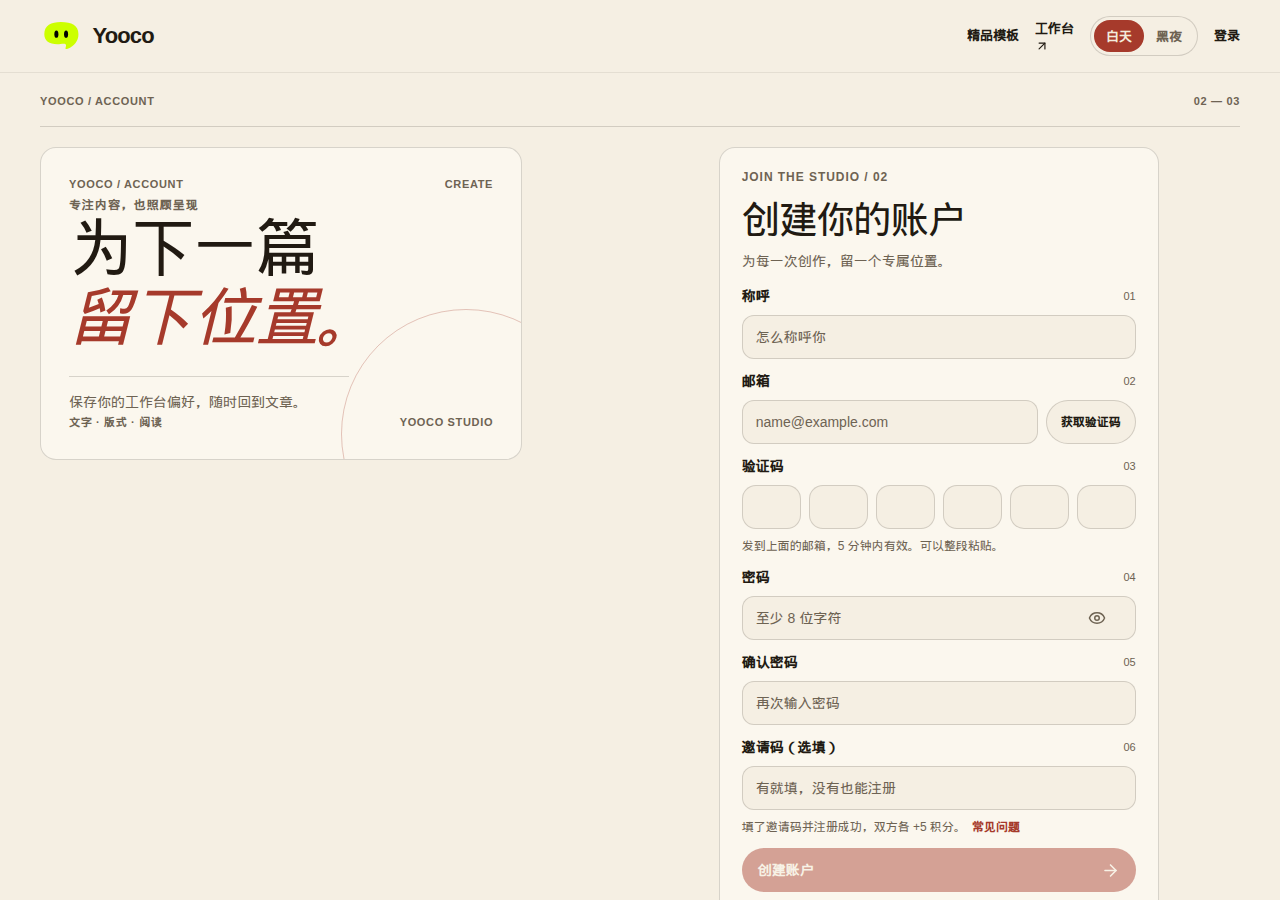 Yooco
精品模板
工作台
白天
黑夜
登录
YOOCO / ACCOUNT
02 — 03
YOOCO / ACCOUNT
CREATE
专注内容，也照顾呈现
为下一篇
留下位置。
保存你的工作台偏好，随时回到文章。
文字 · 版式 · 阅读
YOOCO STUDIO
JOIN THE STUDIO / 02
创建你的账户
为每一次创作，留一个专属位置。
称呼
01
怎么称呼你
邮箱
02
name@example.com
获取验证码
验证码
03
发到上面的邮箱，5 分钟内有效。可以整段粘贴。
密码
04
至少 8 位字符
确认密码
05
再次输入密码
邀请码（选填）
06
有就填，没有也能注册
填了邀请码并注册成功，双方各 +5 积分。 常见问题
创建账户